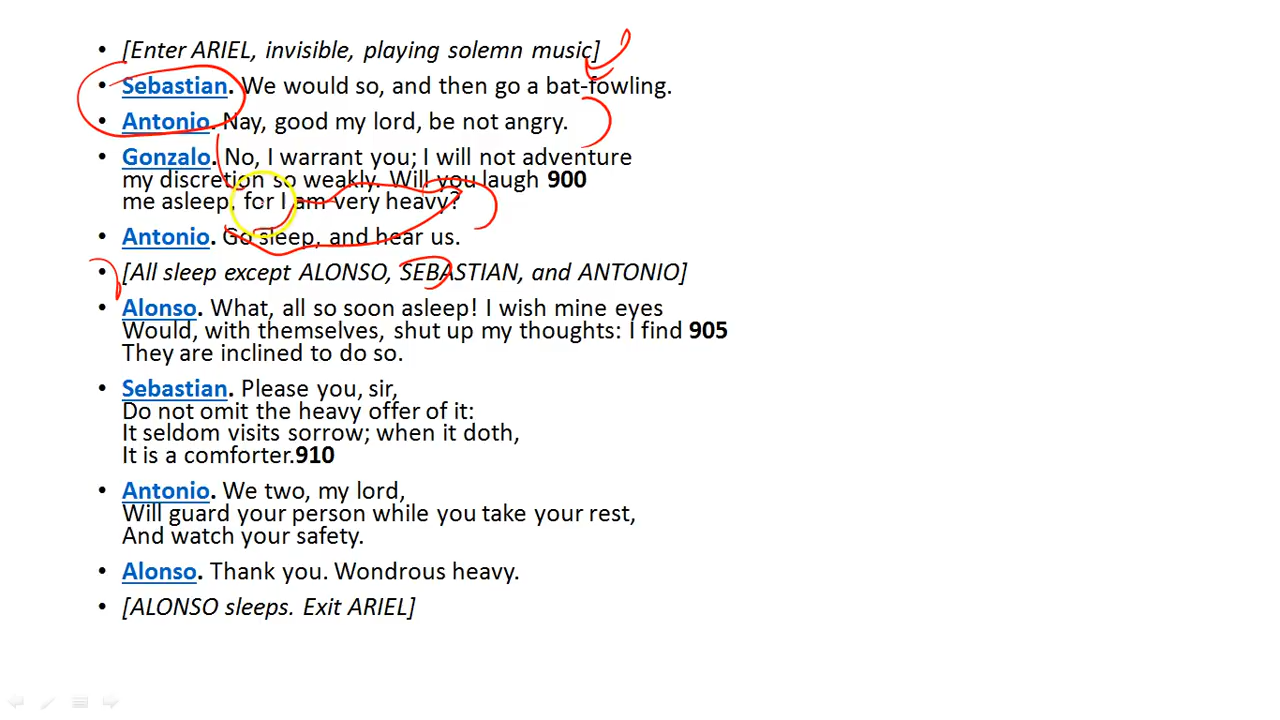 • [Enter ARIEL, invisible, playing solemn music]
• Sebastian. We would so, and then go a bat-fowling.
• Antonio. Nay, good my lord, be not angry.
• Gonzalo. No, I warrant you; I will not adventure
my discretion so weakly. Will you laugh 900
me asleep, for I am very heavy?
• Antonio. Go sleep, and hear us.
• [All sleep except ALONSO, SEBASTIAN, and ANTONIO]
• Alonso. What, all so soon asleep! I wish mine eyes
Would, with themselves, shut up my thoughts: I find 905
They are inclined to do so.
• Sebastian. Please you, sir,
Do not omit the heavy offer of it:
It seldom visits sorrow; when it doth,
It is a comforter.910
• Antonio. We two, my lord,
Will guard your person while you take your rest,
And watch your safety.
• Alonso. Thank you. Wondrous heavy.
• [ALONSO sleeps. Exit ARIEL]